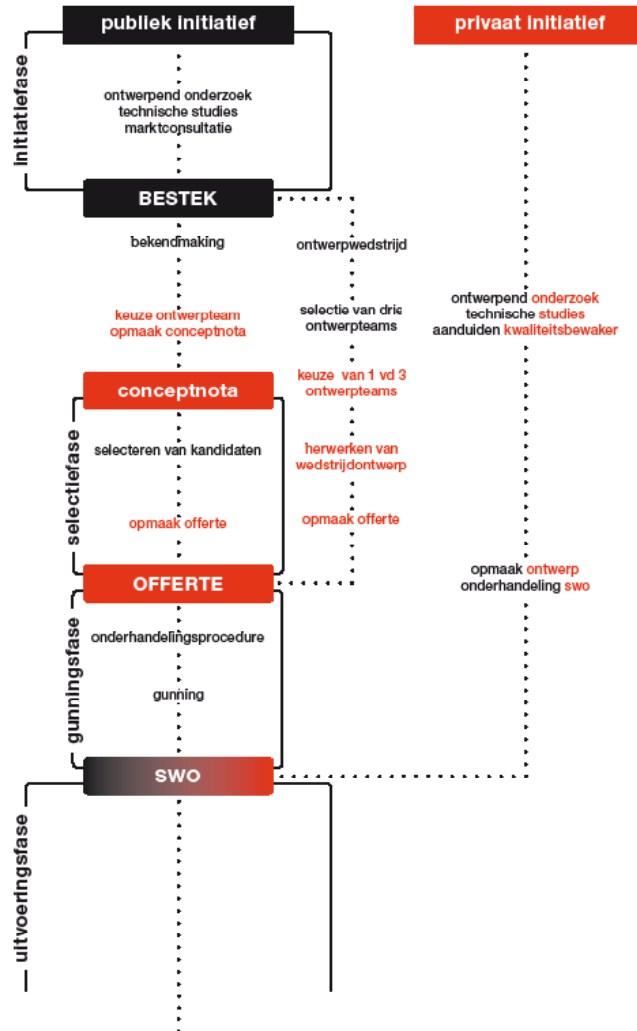 publiek initiatief
privaat initiatief
initiatiefase
ontwerpend onderzoek
technische studies
marktconsultatie
BESTEK
bekendmaking
ontwerpwedstrijd
keuze ontwerpteam
opmaak conceptnota
selectie van drie
ontwerpteams
ontwerpend onderzoek
technische studies
aanduiden kwaliteitsbewaker
conceptnota
keuze van 1 vd 3
ontwerpteams
selectiefase
selecteren van kandidaten
herwerken van
wedstrijdontwerp
opmaak offerte
opmaak offerte
OFFERTE
opmaak ontwerp
onderhandeling swo
gunningsfase
onderhandelingsprocedure
gunning
SWO
uitvoeringsfase